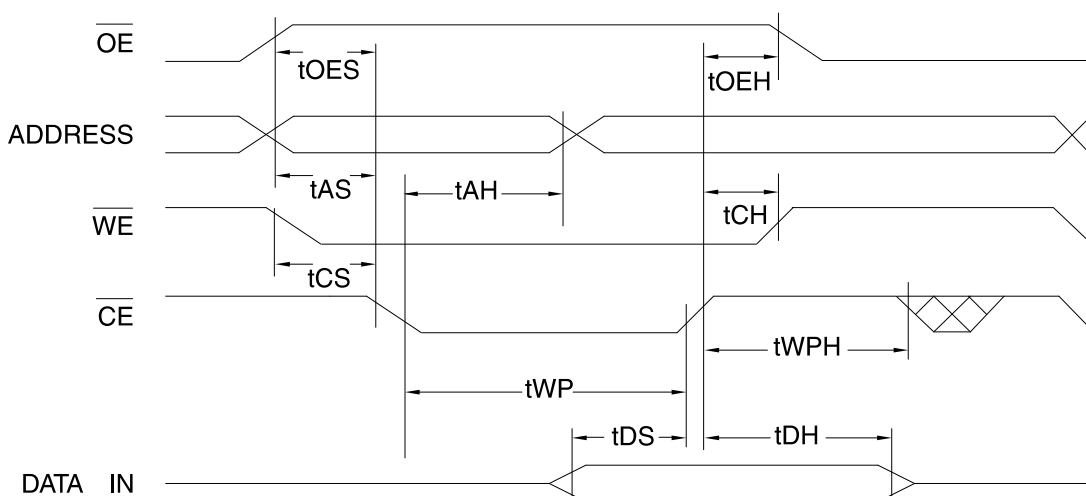 OE
tOES
tOEH
ADDRESS
tAS
tAH
tCH
WE
tCS
CE
tWPH
tWP
tDS
tDH
DATA IN